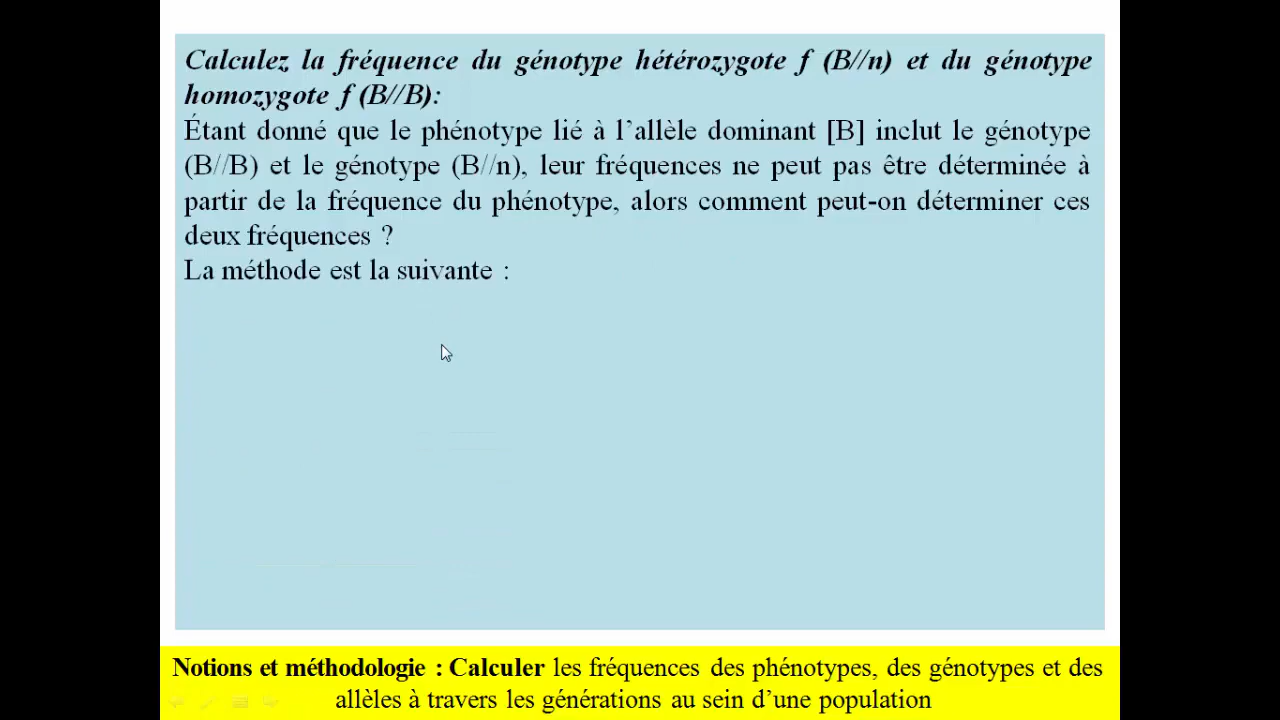 Calculez la fréquence du génotype hétérozygote f (B//n) et du génotype
homozygote f (B//B):
Étant donné que le phénotype lié à l’allèle dominant [B] inclut le génotype
(B//B) et le génotype (B//n), leur fréquences ne peut pas être déterminée à
partir de la fréquence du phénotype, alors comment peut-on déterminer ces
deux fréquences ?
La méthode est la suivante :
Notions et méthodologie : Calculer les fréquences des phénotypes, des génotypes et des
allèles à travers les générations au sein d’une population